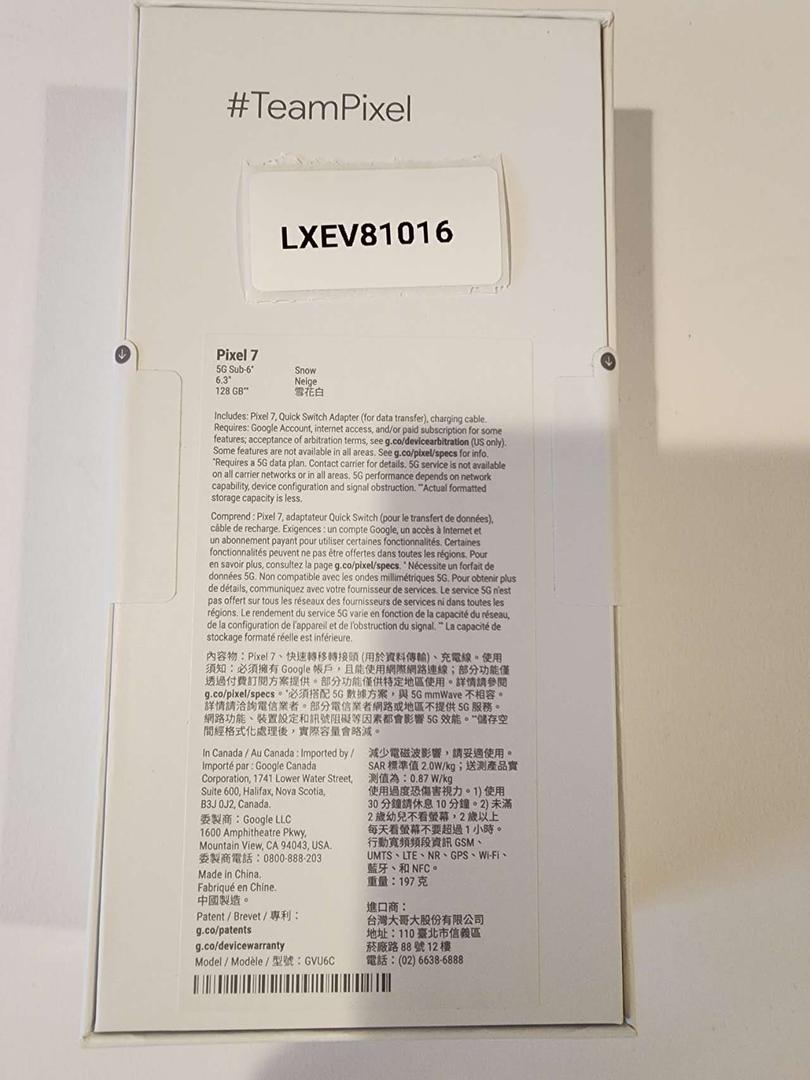 #TeamPixel
LXEV81016
Pixel 7
5G Sub-6*
6.3"
128 GB**
Snow
Neige
雪花白
Includes: Pixel 7, Quick Switch Adapter (for data transfer), charging cable.
Requires: Google Account, internet access, and/or paid subscription for some
features; acceptance of arbitration terms, see g.co/devicearbitration (US only).
Some features are not available in all areas. See g.co/pixel/specs for info.
*Requires a 5G data plan. Contact carrier for details. 5G service is not available
on all carrier networks or in all areas. 5G performance depends on network
capability, device configuration and signal obstruction. **Actual formatted
storage capacity is less.
Comprend : Pixel 7, adaptateur Quick Switch (pour le transfert de données),
câble de recharge. Exigences : un compte Google, un accès à Internet et
un abonnement payant pour utiliser certaines fonctionnalités. Certaines
fonctionnalités peuvent ne pas être offertes dans toutes les régions. Pour
en savoir plus, consultez la page g.co/pixel/specs. * Nécessite un forfait de
données 5G. Non compatible avec les ondes millimétriques 5G. Pour obtenir plus
de détails, communiquez avec votre fournisseur de services. Le service 5G n'est
pas offert sur tous les réseaux des fournisseurs de services ni dans toutes les
régions. Le rendement du service 5G varie en fonction de la capacité du réseau,
de la configuration de l'appareil et de l'obstruction du signal. ** La capacité de
stockage formaté réelle est inférieure.
內容物：Pixel 7、快速轉移轉接頭 (用於資料傳輸)、充電線。使用
須知：必須擁有 Google 帳戶，且能使用網際網路連線；部分功能僅
透過付費訂閱方案提供。部分功能僅供特定地區使用。詳情請參閱
g.co/pixel/specs。*必須搭配 5G 數據方案，與 5G mmWave 不相容。
詳情請洽詢電信業者。部分電信業者網路或地區不提供 5G 服務。
網路功能、裝置設定和訊號阻礙等因素都會影響 5G 效能。**儲存空
間經格式化處理後，實際容量會略減。
In Canada / Au Canada : Imported by /
Importé par : Google Canada
Corporation, 1741 Lower Water Street,
Suite 600, Halifax, Nova Scotia,
B3J 0J2, Canada.
委製商：Google LLC
1600 Amphitheatre Pkwy,
Mountain View, CA 94043, USA.
委製商電話：0800-888-203
Made in China.
Fabriqué en Chine.
中國製造。
Patent / Brevet / 專利：
g.co/patents
g.co/devicewarranty
Model / Modèle / 型號：GVU6C
減少電磁波影響，請妥適使用。
SAR 標準值 2.0W/kg；送測產品實
測值為：0.87 W/kg
使用過度恐傷害視力。1) 使用
30 分鐘請休息 10 分鐘。2) 未滿
2 歲幼兒不看螢幕，2 歲以上
每天看螢幕不要超過 1 小時。
行動寬頻頻段資訊 GSM、
UMTS、LTE、NR、GPS、Wi-Fi、
藍牙、和 NFC。
重量：197 克
進口商：
台灣大哥大股份有限公司
地址：110 臺北市信義區
菸廠路 88 號 12 樓
電話：(02) 6638-6888